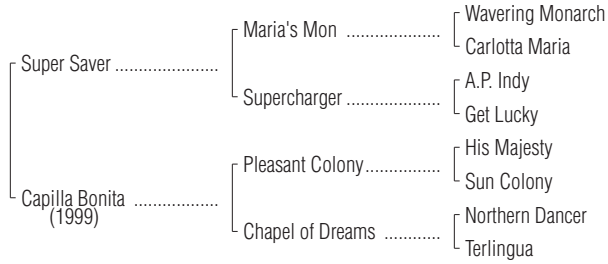 Wavering Monarch
Maria's Mon ....................
Carlotta Maria
Super Saver ......................
A.P. Indy
Supercharger ....................
Get Lucky
His Majesty
Pleasant Colony................
Sun Colony
Capilla Bonita ..................
(1999)
Northern Dancer
Chapel of Dreams ............
Terlingua